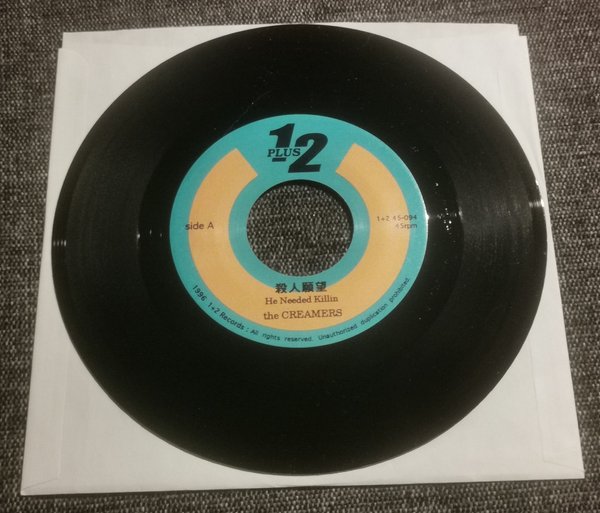 1 PLUS 2
side A
1+2 45-094
45rpm
殺人願望
He Needed Killin
the CREAMERS
1996 1+2 Records : All rights reserved. Unauthorized duplication prohibited